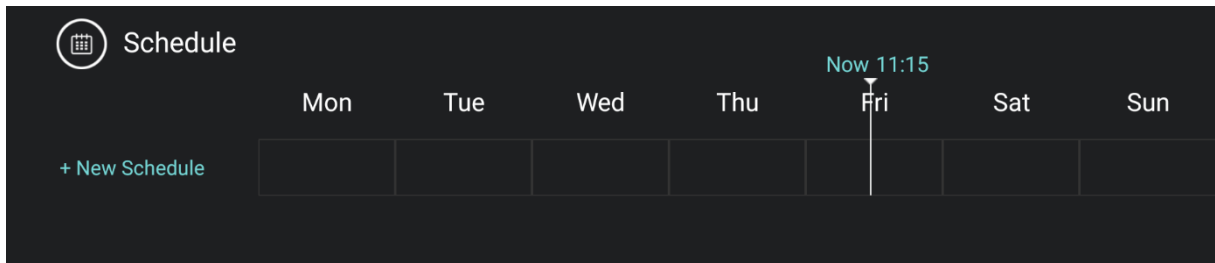 Schedule
Now 11:15
Mon Tue Wed Thu Fri Sat Sun
+ New Schedule